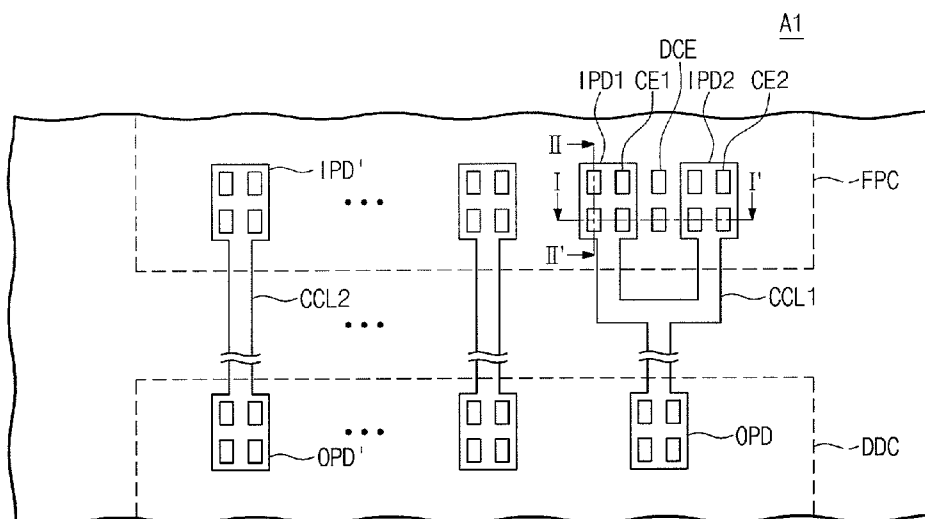 A1
DCE
IPD1 CE1 IPD2 CE2
II
IPD'
I I'
FPC
II'
CCL2
CCL1
OPD'
OPD
DDC